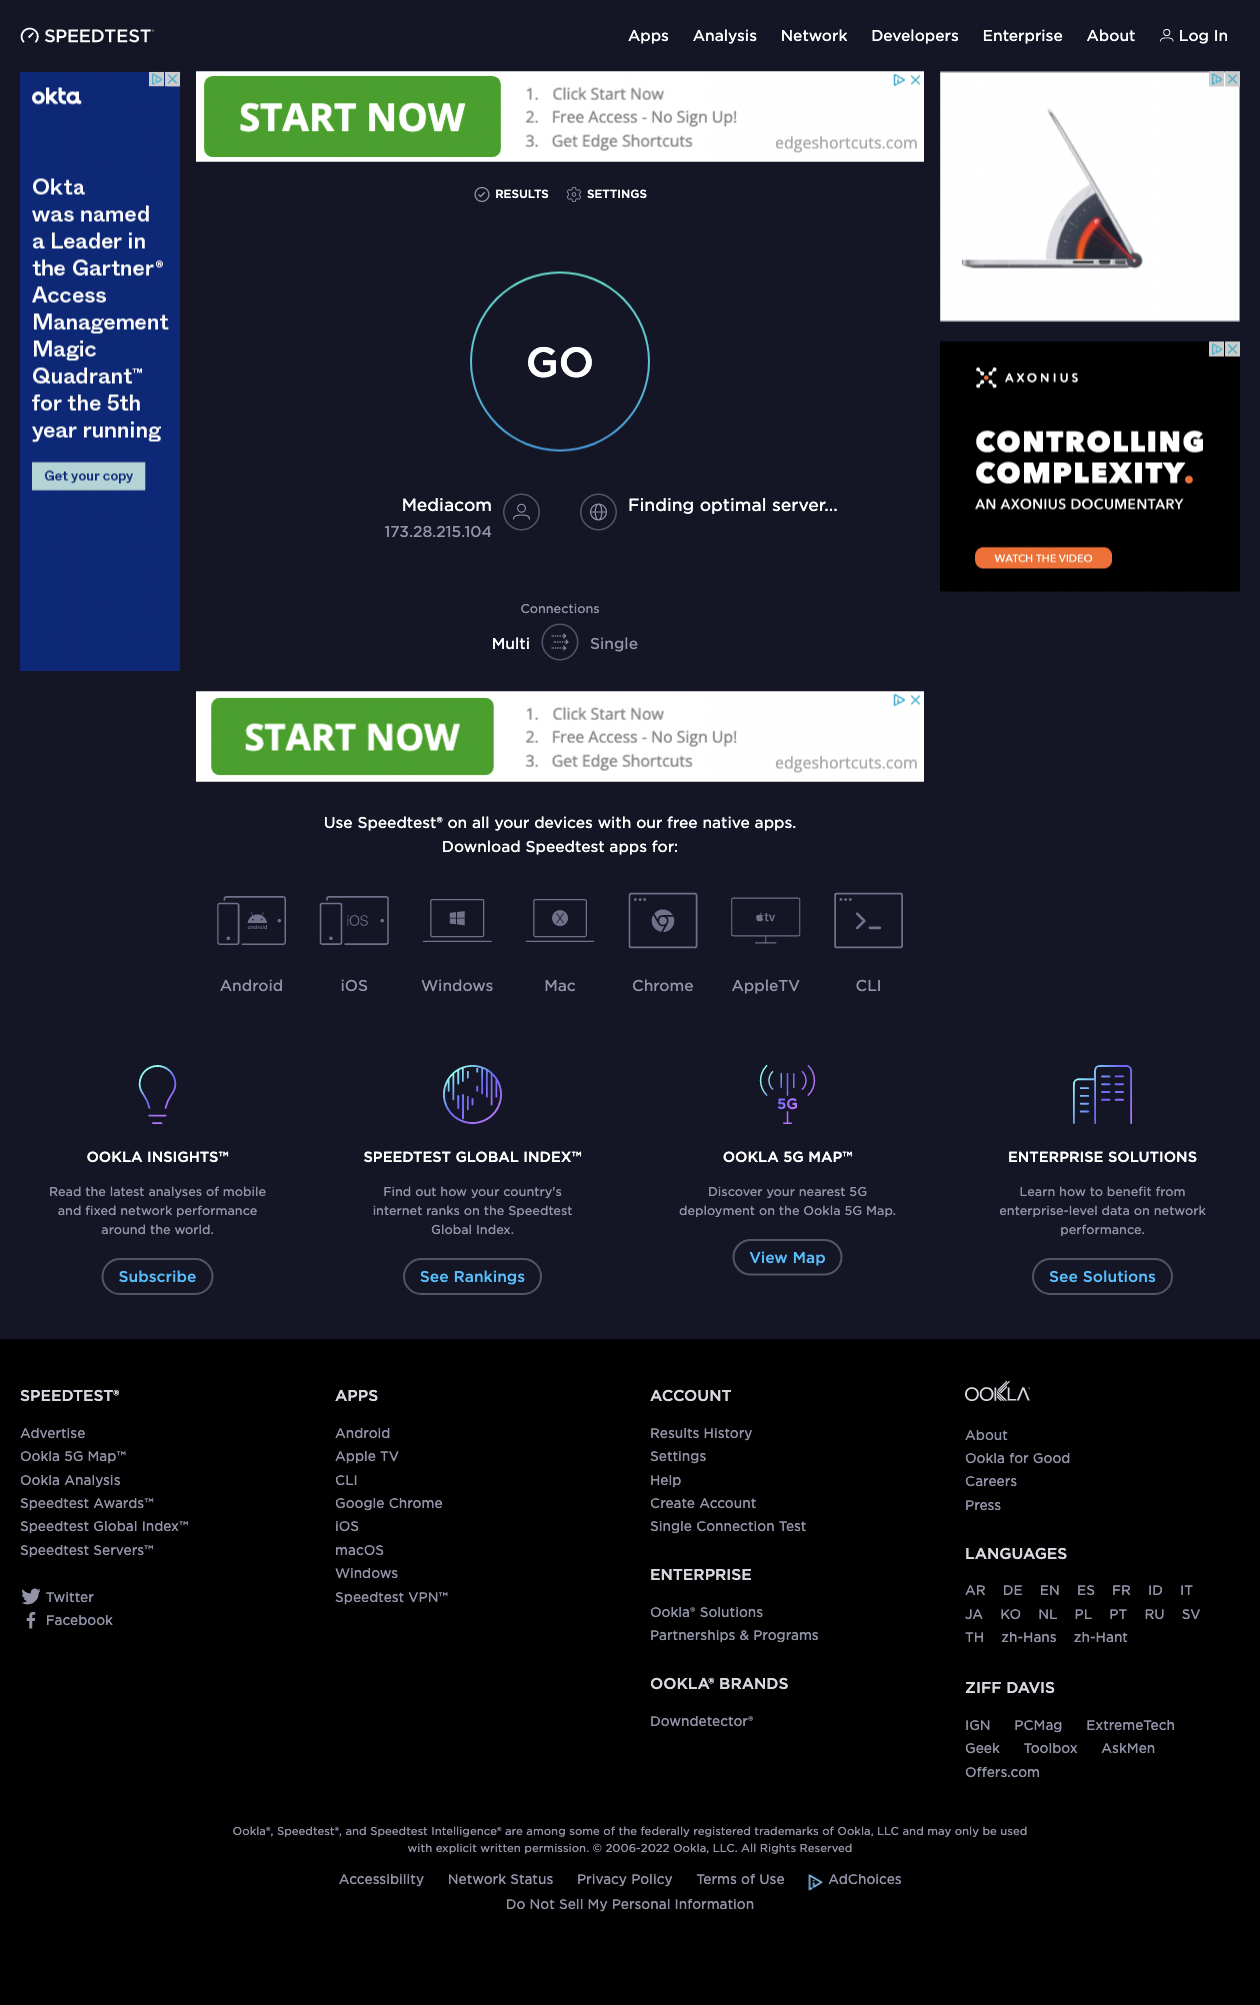 SPEEDTEST
Apps Analysis Network Developers Enterprise About Log In
okta
Okta
was named
a Leader in
the Gartner®
Access
Management
Magic
Quadrant™
for the 5th
year running
Get your copy
START NOW
1. Click Start Now
2. Free Access - No Sign Up!
3. Get Edge Shortcuts
edgeshortcuts.com
RESULTS SETTINGS
GO
Mediacom
173.28.215.104
Finding optimal server...
Connections
Multi Single
AXONIUS
CONTROLLING
COMPLEXITY.
AN AXONIUS DOCUMENTARY
WATCH THE VIDEO
START NOW
1. Click Start Now
2. Free Access - No Sign Up!
3. Get Edge Shortcuts
edgeshortcuts.com
Use Speedtest® on all your devices with our free native apps.
Download Speedtest apps for:
android iOS X tv
Android iOS Windows Mac Chrome AppleTV CLI
5G
OOKLA INSIGHTS™
Read the latest analyses of mobile
and fixed network performance
around the world.
Subscribe
SPEEDTEST GLOBAL INDEX™
Find out how your country's
internet ranks on the Speedtest
Global Index.
See Rankings
OOKLA 5G MAP™
Discover your nearest 5G
deployment on the Ookla 5G Map.
View Map
ENTERPRISE SOLUTIONS
Learn how to benefit from
enterprise-level data on network
performance.
See Solutions
SPEEDTEST®
Advertise
Ookla 5G Map™
Ookla Analysis
Speedtest Awards™
Speedtest Global Index™
Speedtest Servers™
Twitter
Facebook
APPS
Android
Apple TV
CLI
Google Chrome
iOS
macOS
Windows
Speedtest VPN™
ACCOUNT
Results History
Settings
Help
Create Account
Single Connection Test
ENTERPRISE
Ookla® Solutions
Partnerships & Programs
OOKLA® BRANDS
Downdetector®
OOKLA
About
Ookla for Good
Careers
Press
LANGUAGES
AR DE EN ES FR ID IT
JA KO NL PL PT RU SV
TH zh-Hans zh-Hant
ZIFF DAVIS
IGN PCMag ExtremeTech
Geek Toolbox AskMen
Offers.com
Ookla®, Speedtest®, and Speedtest Intelligence® are among some of the federally registered trademarks of Ookla, LLC and may only be used
with explicit written permission. © 2006-2022 Ookla, LLC. All Rights Reserved
Accessibility Network Status Privacy Policy Terms of Use AdChoices
Do Not Sell My Personal Information